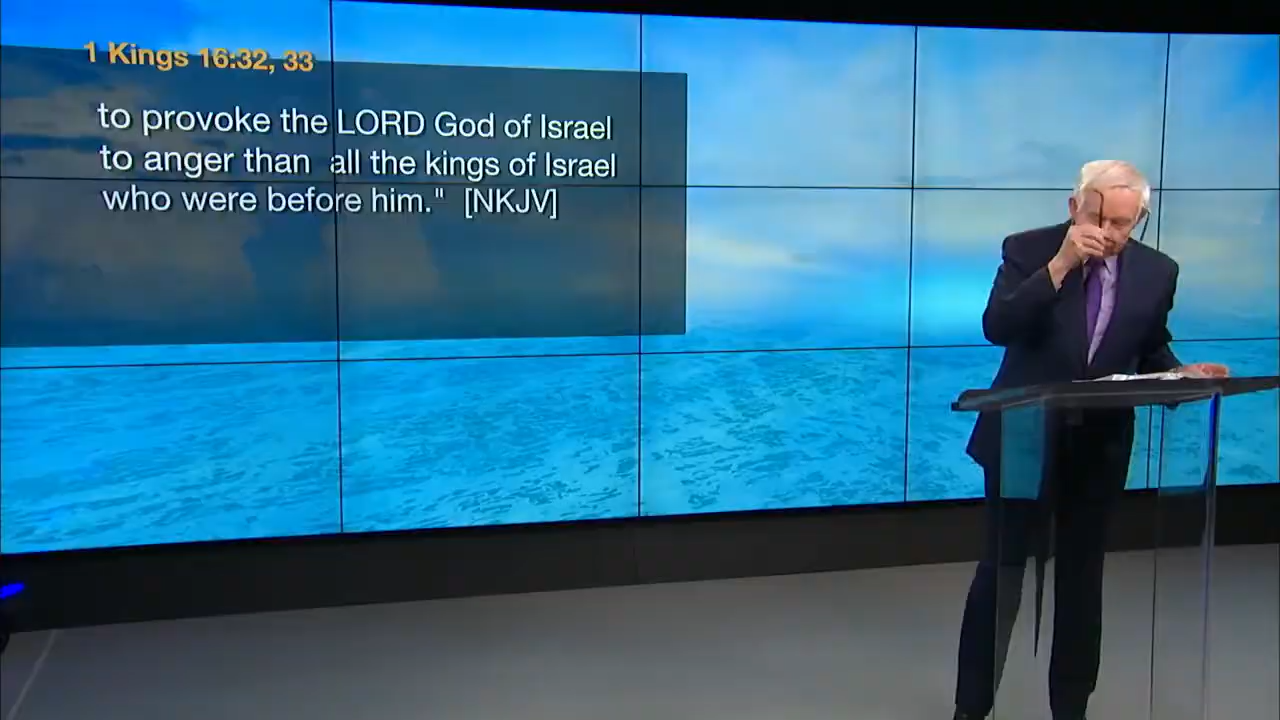 1 Kings 16:32, 33
to provoke the LORD God of Israel
to anger than all the kings of Israel
who were before him." [NKJV]